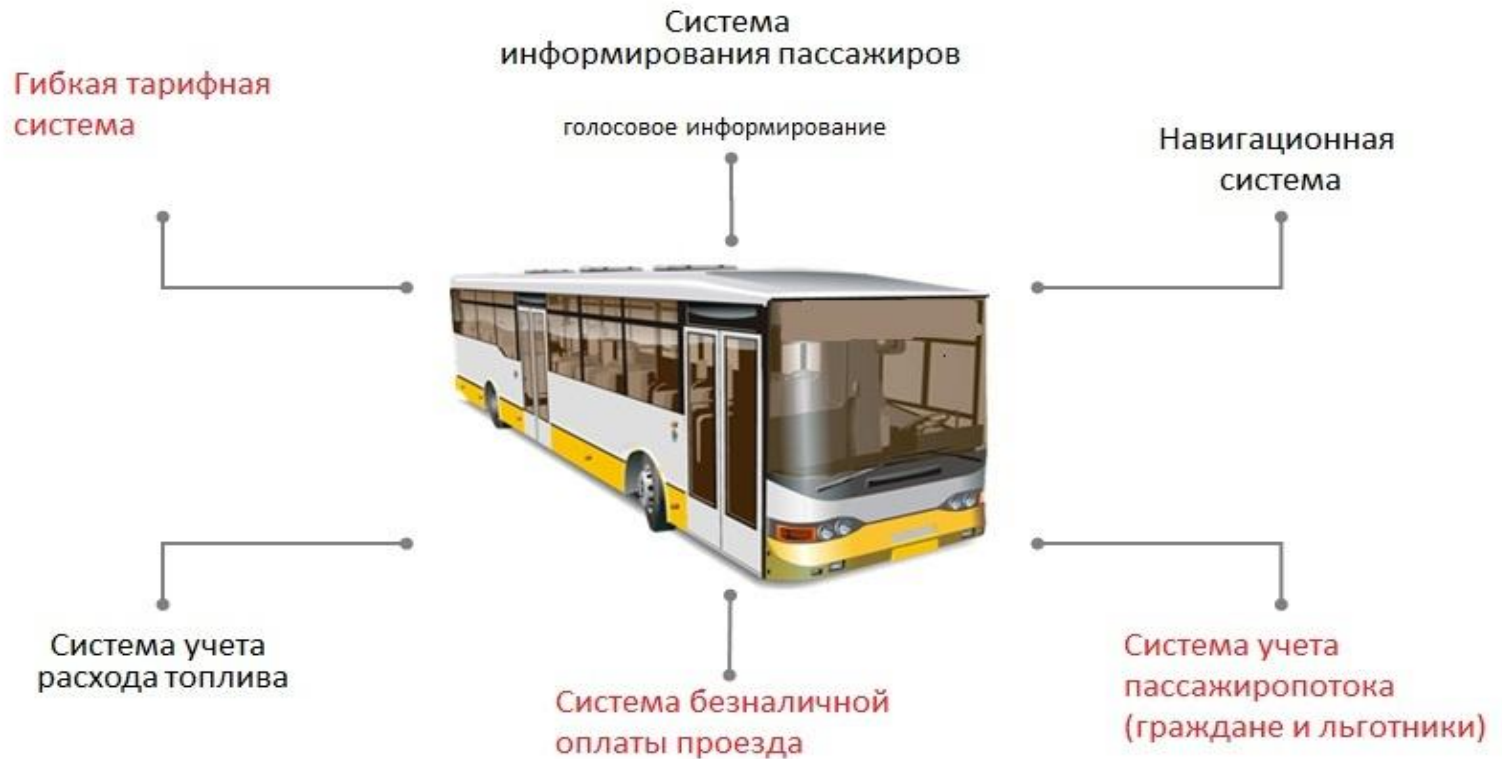 Система
информирования пассажиров
Гибкая тарифная
система
голосовое информирование
Навигационная
система
Система учета
расхода топлива
Система безналичной
оплаты проезда
Система учета
пассажиропотока
(граждане и льготники)